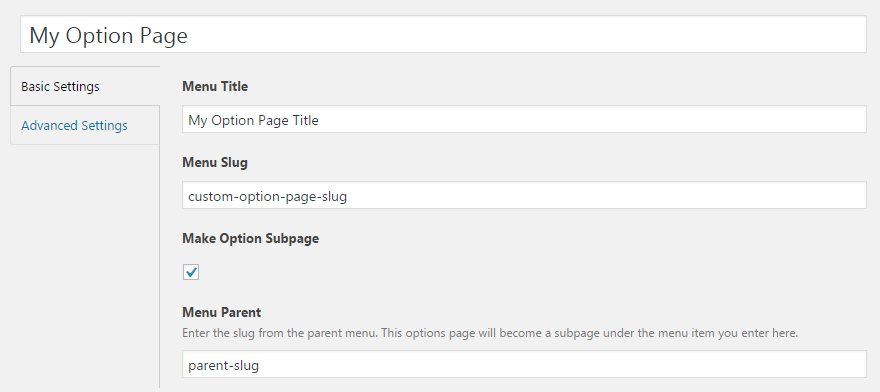 My Option Page
Basic Settings
Advanced Settings
Menu Title
My Option Page Title
Menu Slug
custom-option-page-slug
Make Option Subpage
Menu Parent
Enter the slug from the parent menu. This options page will become a subpage under the menu item you enter here.
parent-slug